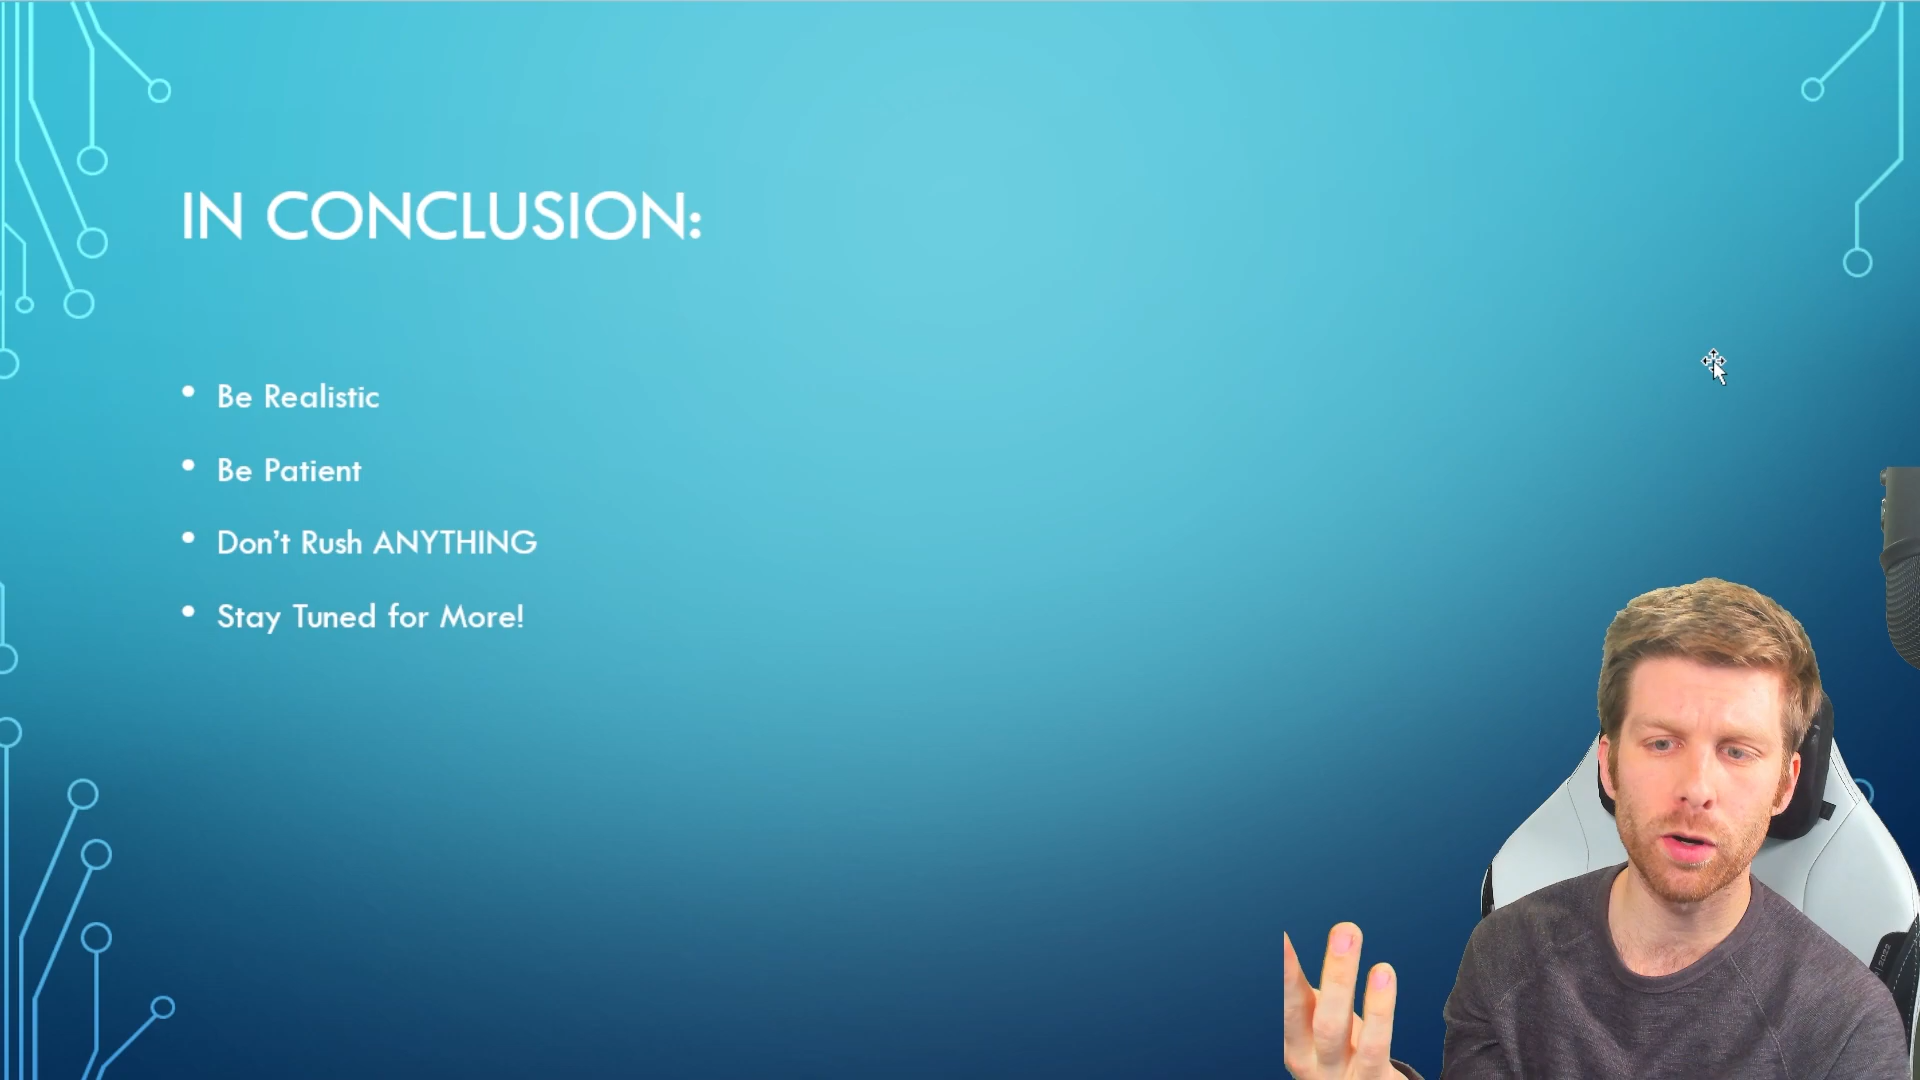 IN CONCLUSION:
• Be Realistic
• Be Patient
• Don't Rush ANYTHING
• Stay Tuned for More!